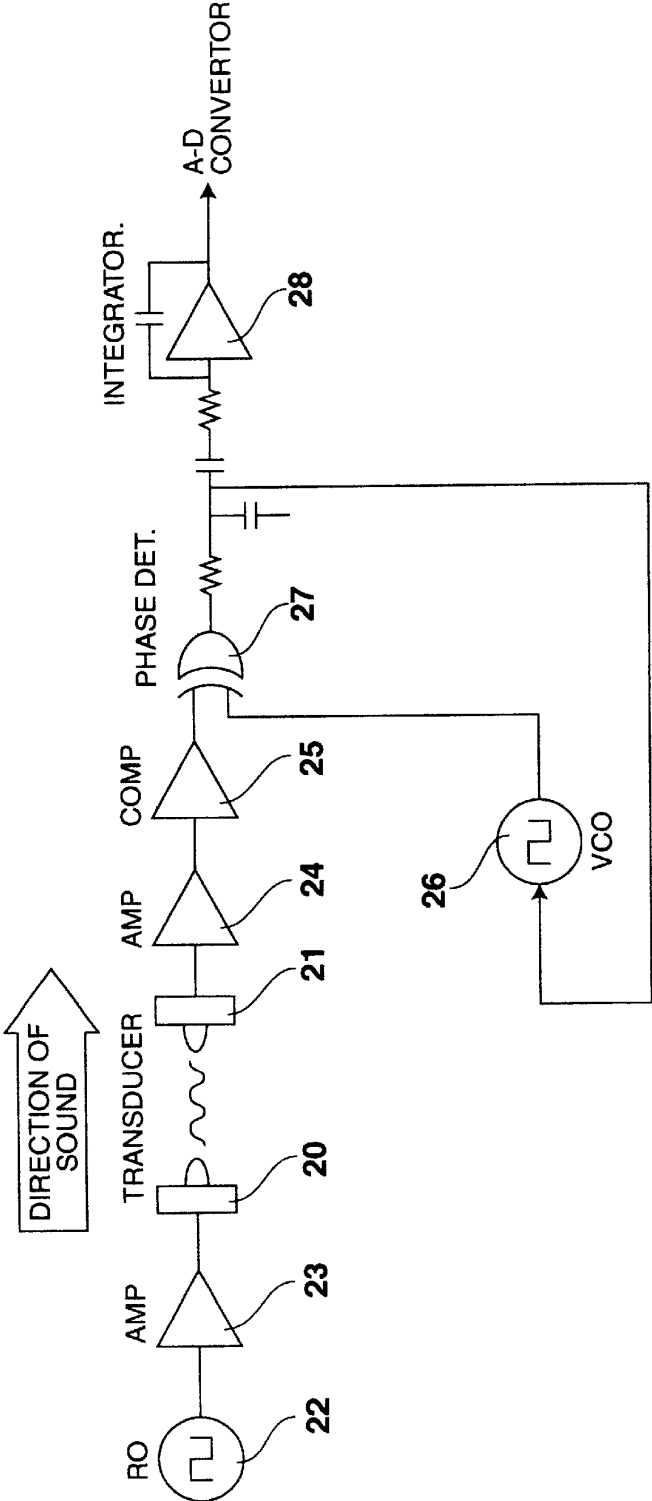 DIRECTION OF
SOUND
RO
22
AMP
23
TRANSDUCER
20
21
AMP
24
COMP
25
PHASE DET.
27
INTEGRATOR.
28
A-D
CONVERTOR
26
VCO